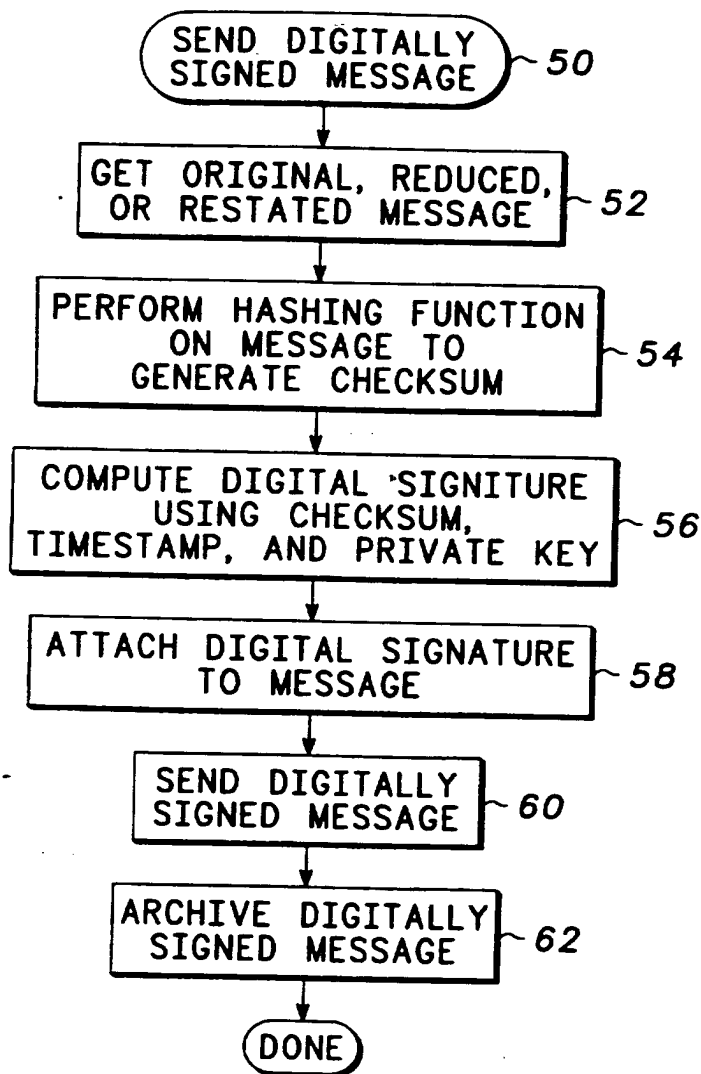 SEND DIGITALLY
SIGNED MESSAGE
50
GET ORIGINAL, REDUCED,
OR RESTATED MESSAGE
52
PERFORM HASHING FUNCTION
ON MESSAGE TO
GENERATE CHECKSUM
54
COMPUTE DIGITAL SIGNITURE
USING CHECKSUM,
TIMESTAMP, AND PRIVATE KEY
56
ATTACH DIGITAL SIGNATURE
TO MESSAGE
58
SEND DIGITALLY
SIGNED MESSAGE
60
ARCHIVE DIGITALLY
SIGNED MESSAGE
62
DONE